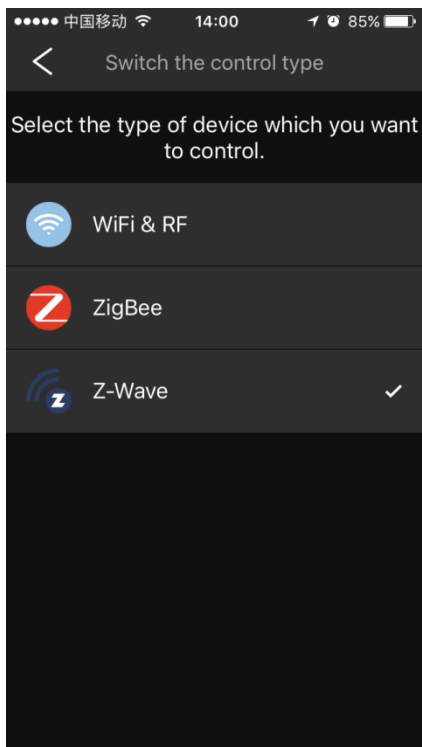 中国移动 14:00 85%
Switch the control type
Select the type of device which you want
to control.
WiFi & RF
ZigBee
Z-Wave